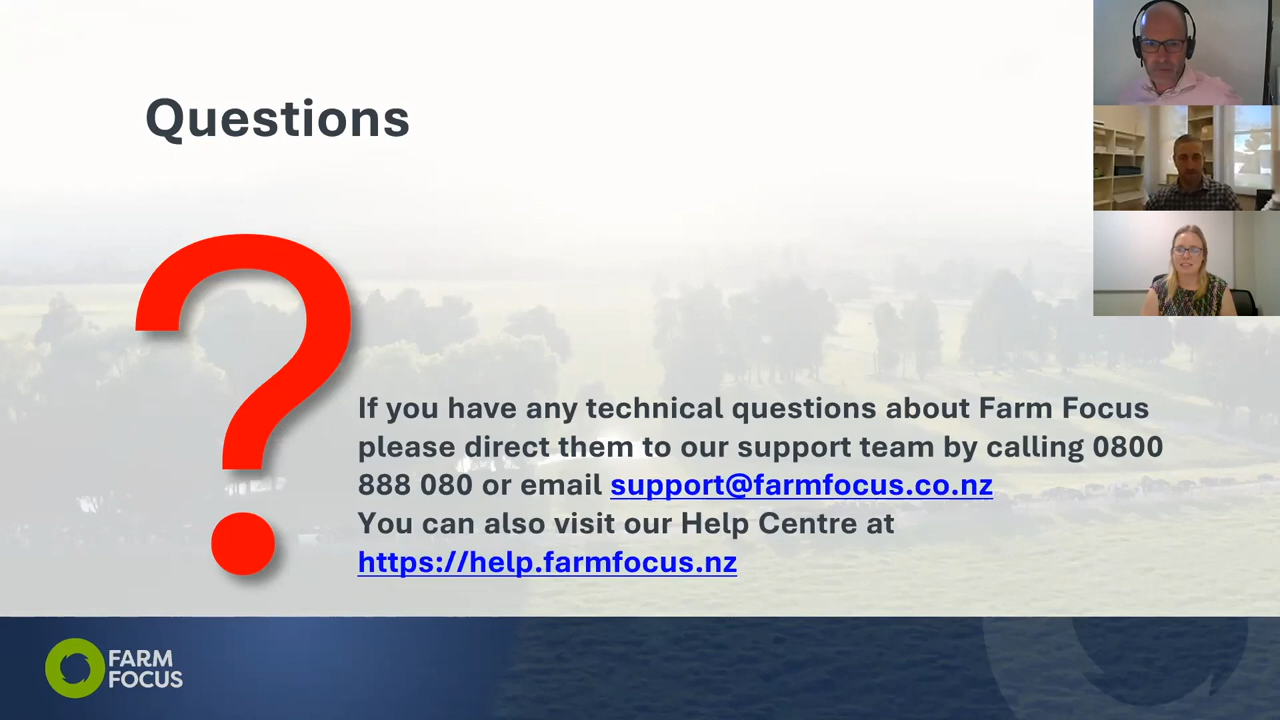 Questions
?
If you have any technical questions about Farm Focus
please direct them to our support team by calling 0800
888 080 or email support@farmfocus.co.nz
You can also visit our Help Centre at
https://help.farmfocus.nz
FARM
FOCUS